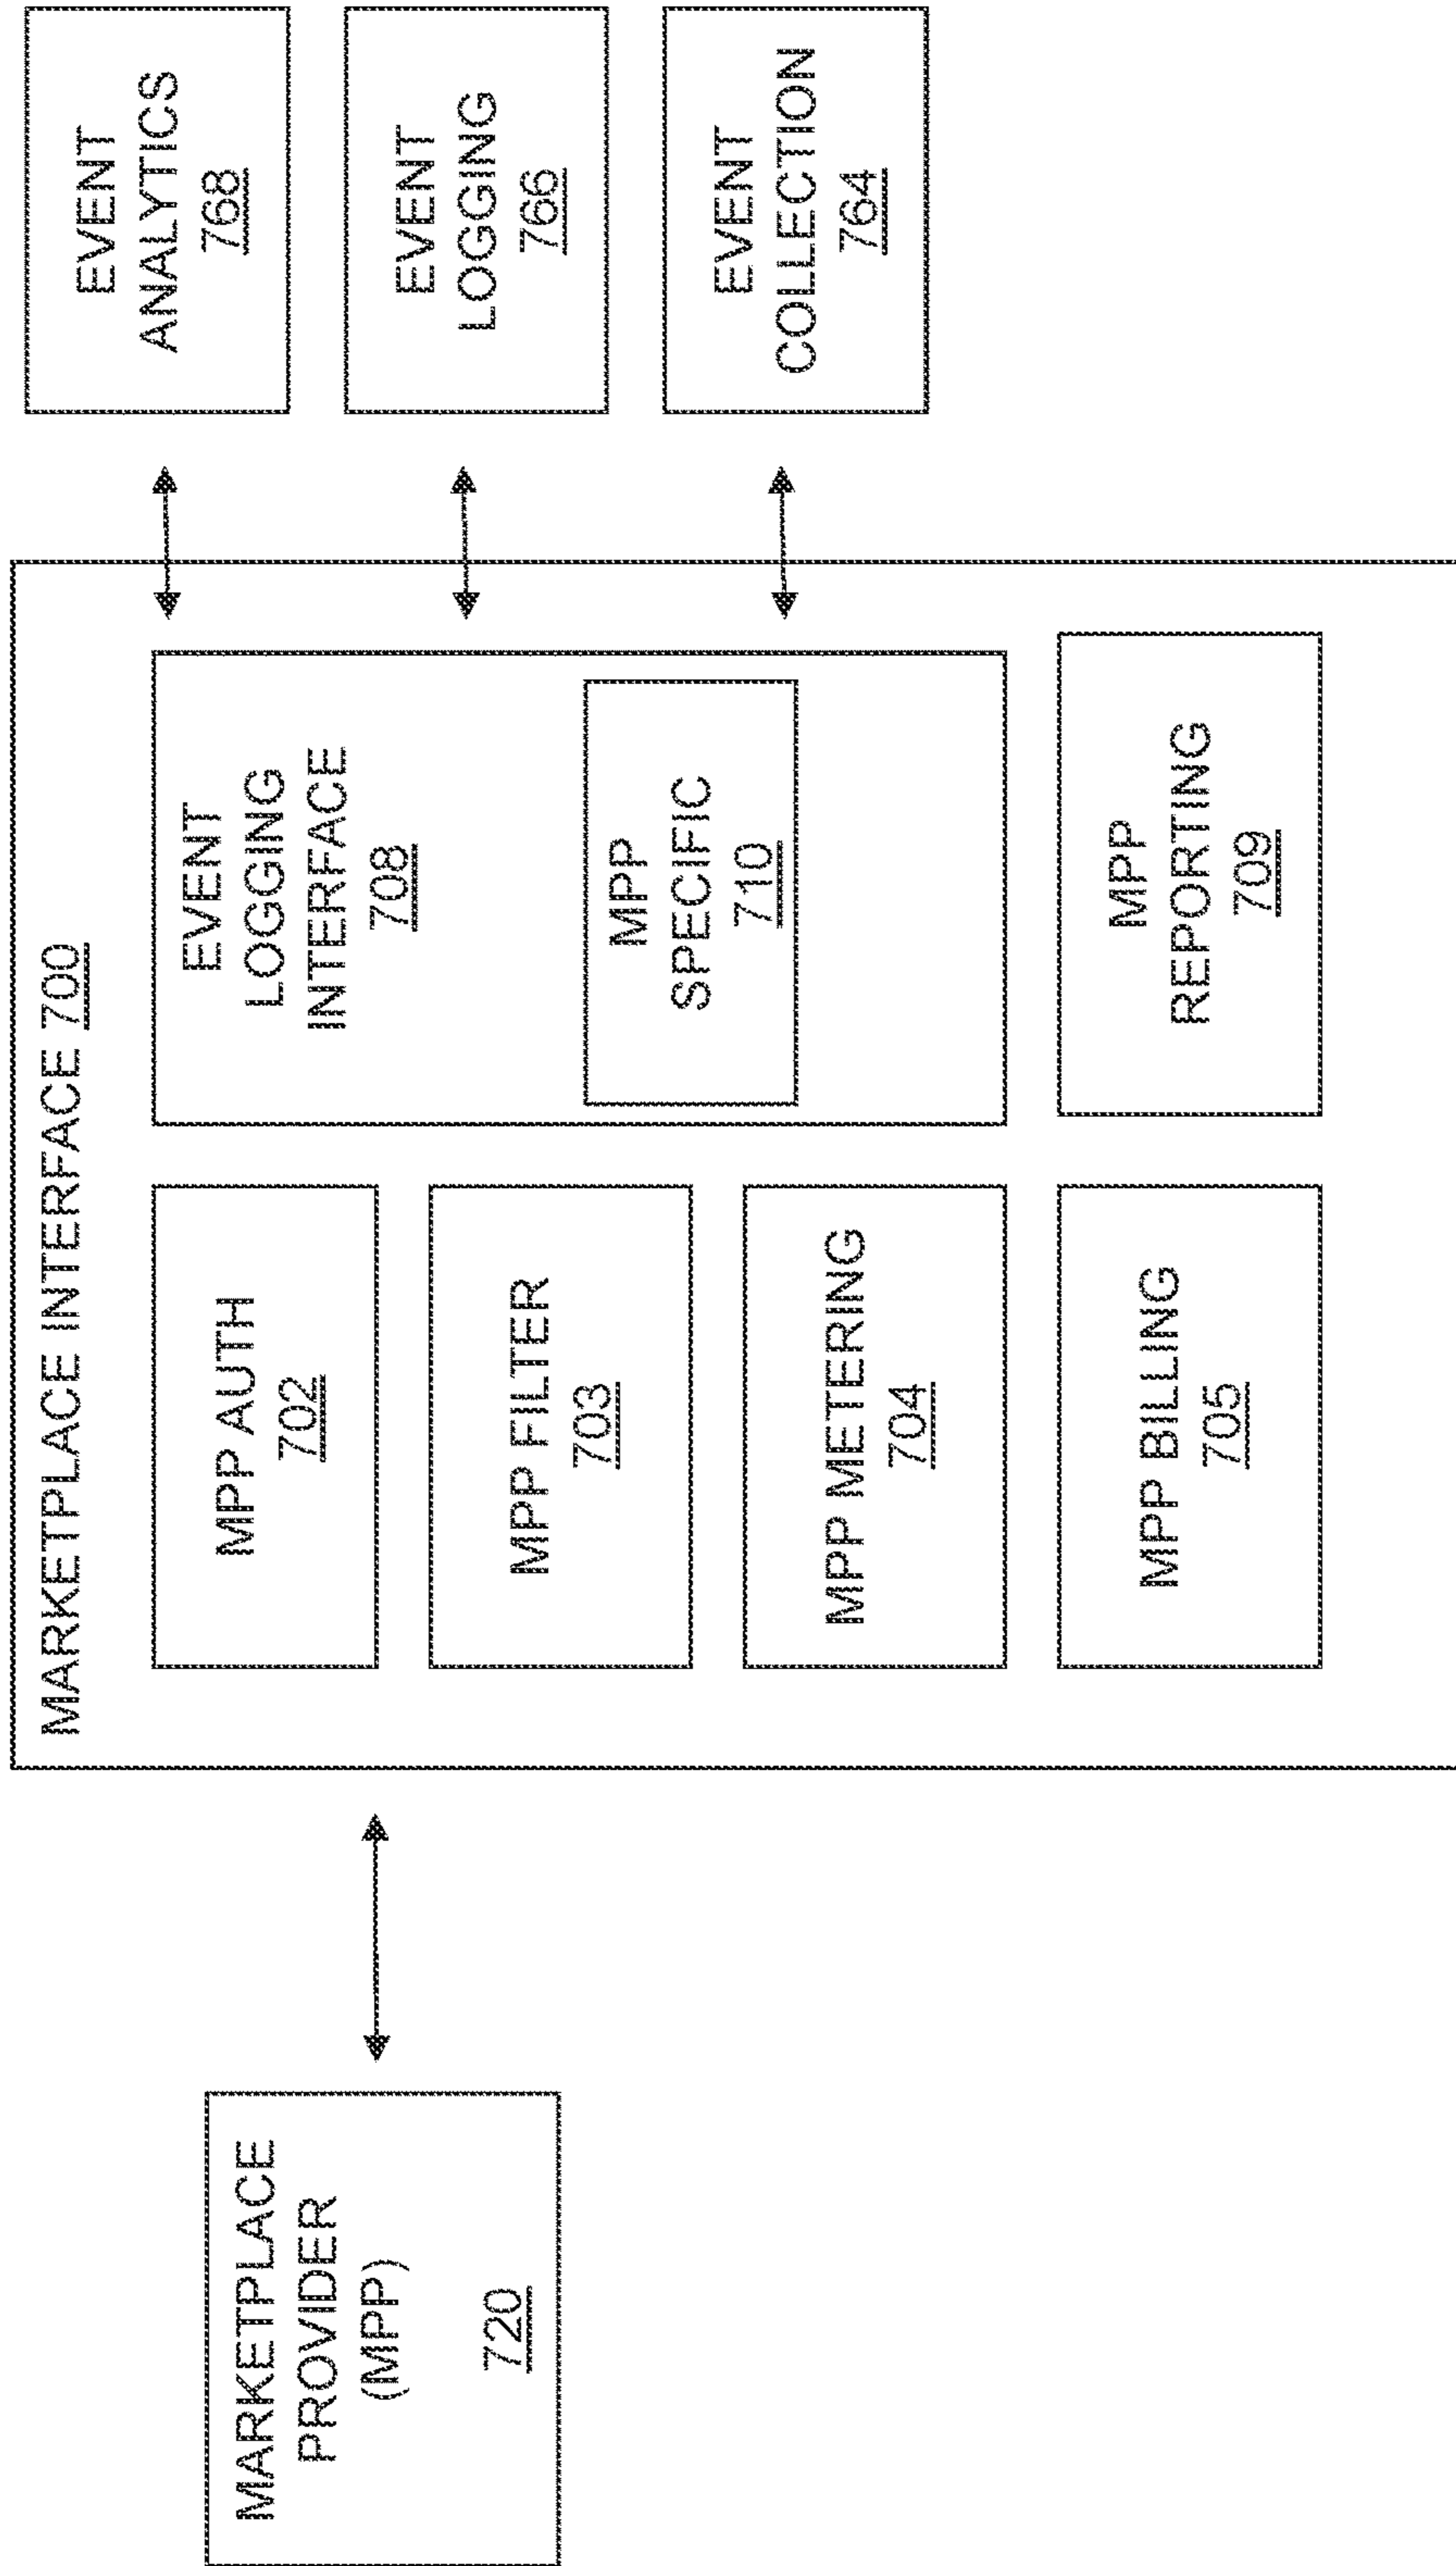 MARKETPLACE
PROVIDER
(MPP)
720
MARKETPLACE INTERFACE 700
MPP AUTH
702
MPP FILTER
703
MPP METERING
704
MPP BILLING
705
EVENT
LOGGING
INTERFACE
708
MPP
SPECIFIC
710
MPP
REPORTING
709
EVENT
ANALYTICS
768
EVENT
LOGGING
766
EVENT
COLLECTION
764